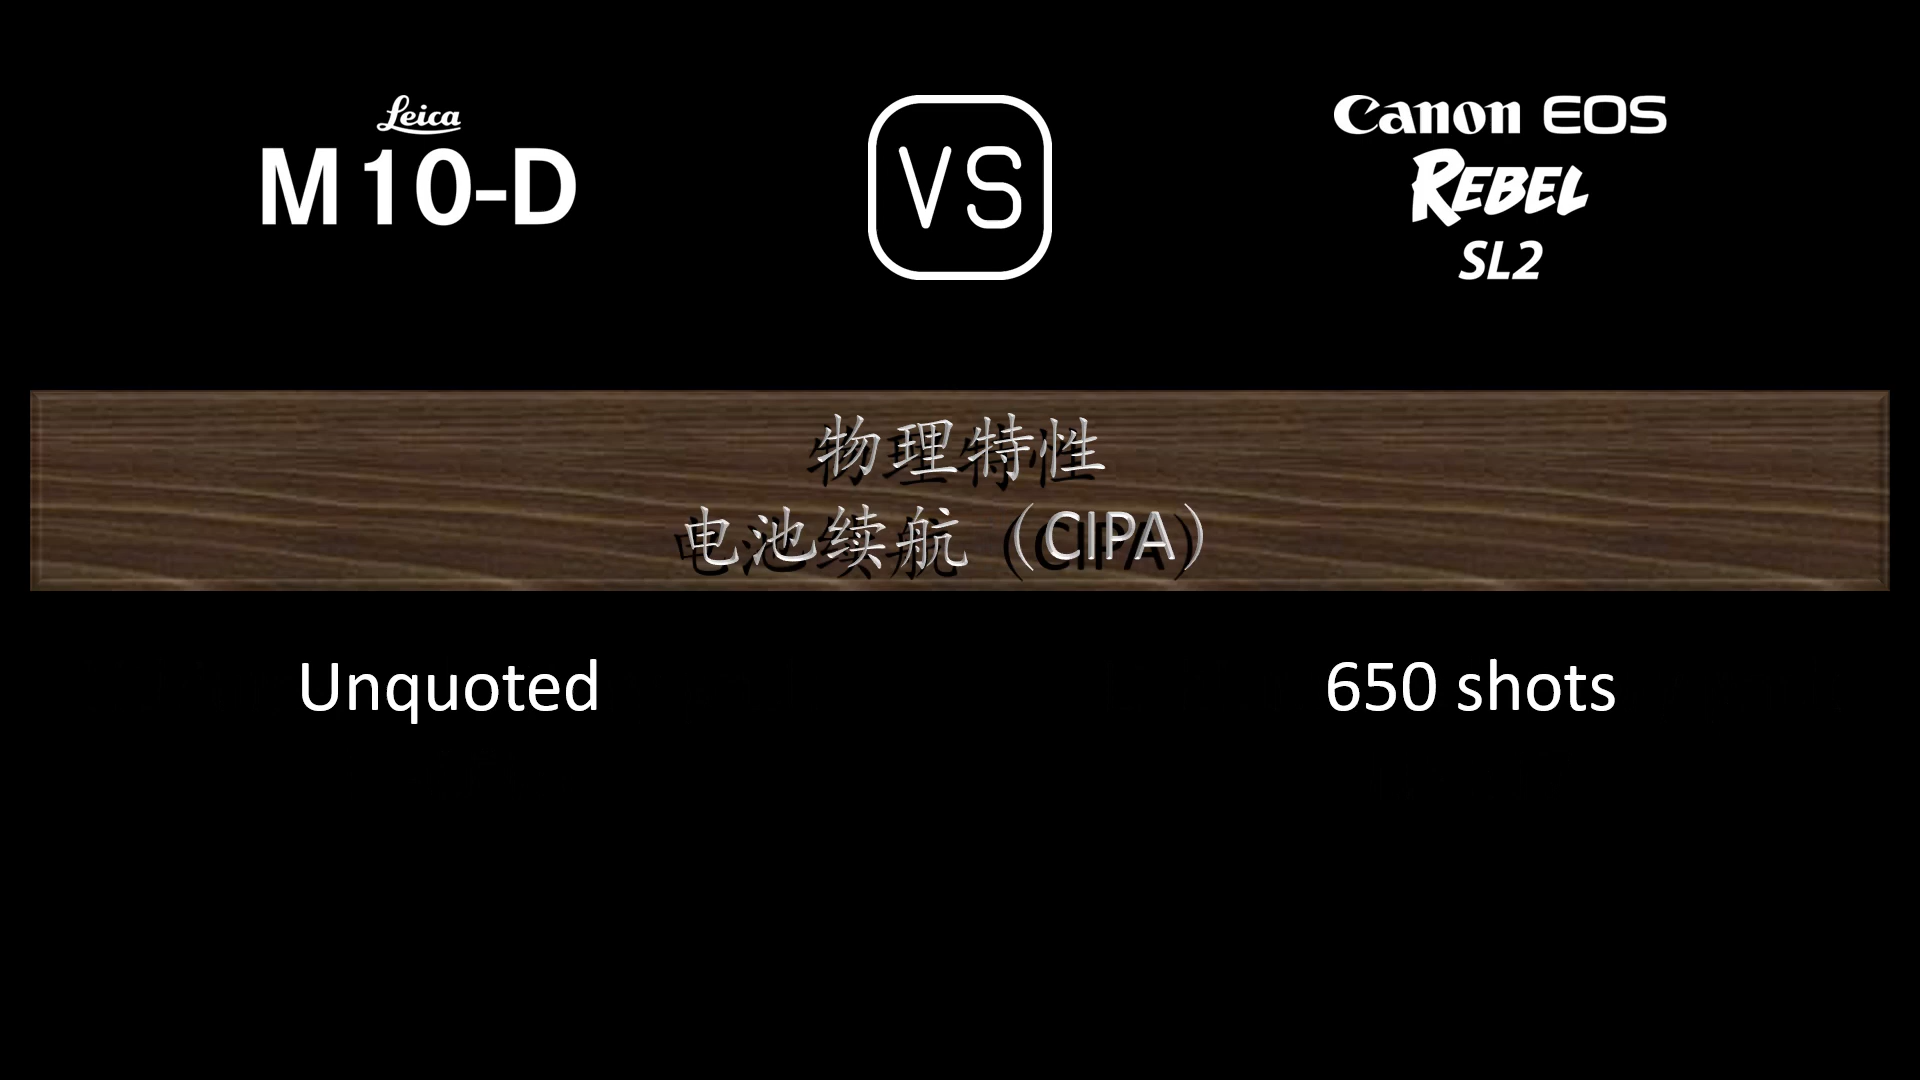 Leica
M10-D
VS
Canon EOS
REBEL
SL2
物理特性
电池续航（CIPA）
Unquoted
650 shots